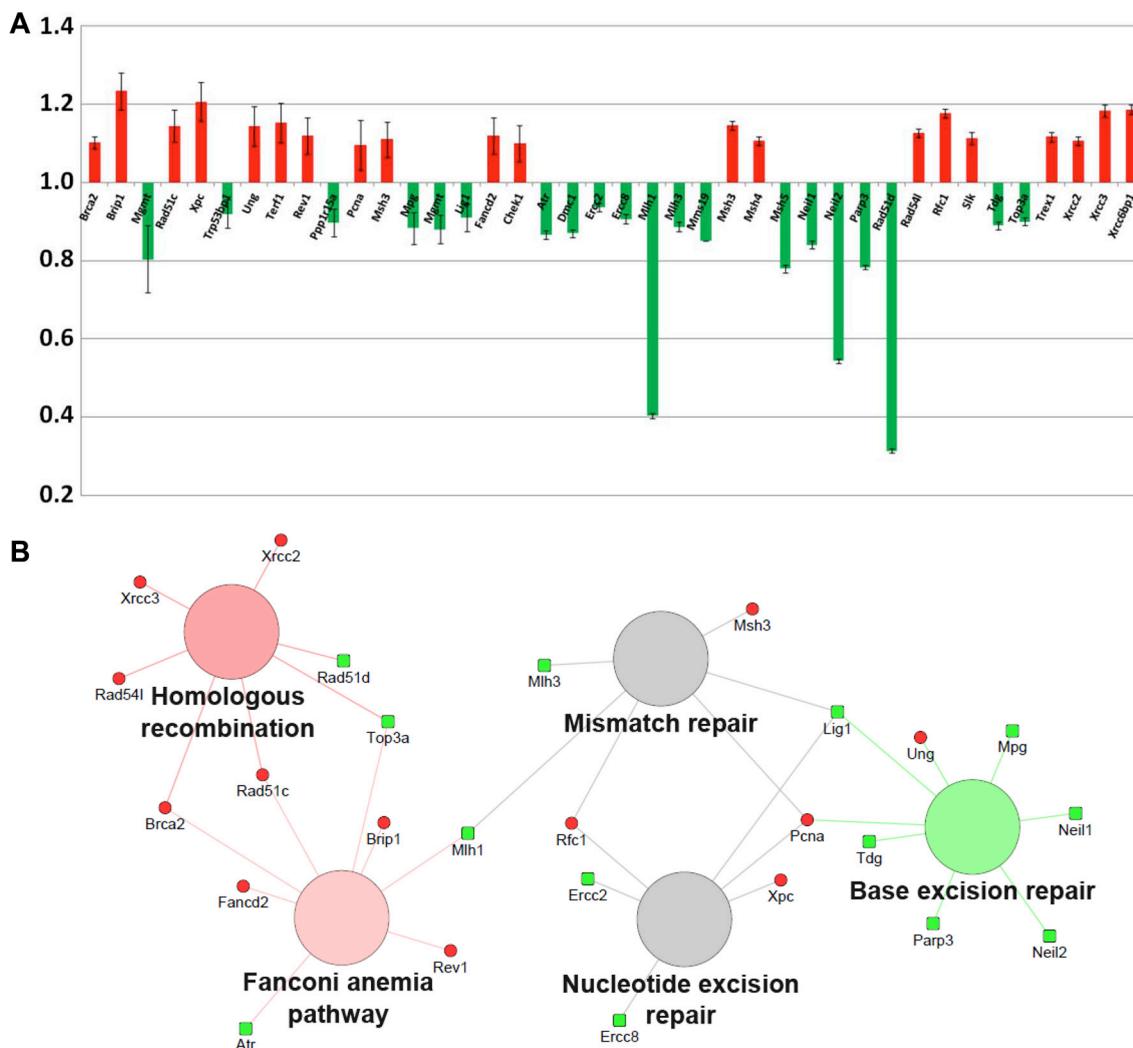 A
1.4
1.2
1.0
0.8
0.6
0.4
0.2
Brca2
Brip1
Mgmt
Rad51c
Xpc
Trp53bp1
Ung
Terf1
Rev1
Ppp1r15a
Pcna
Msh3
Mpg
Mgmt
Lig1
Fancd2
Chek1
Atr
Dmc1
Ercc2
Ercc8
Mlh1
Mlh3
Mms19
Msh3
Msh4
Msh5
Neil1
Neil2
Parp3
Rad51d
Rad54l
Rfc1
Slk
Tdg
Top3a
Trex1
Xrcc2
Xrcc3
Xrcc6bp1
B
Xrcc2
Xrcc3
Rad54l
Rad51d
Homologous
recombination
Top3a
Rad51c
Brca2
Brip1
Mlh1
Fancd2
Rev1
Fanconi anemia
pathway
Atr
Msh3
Mlh3
Mismatch repair
Lig1
Rfc1
Pcna
Ercc2
Xpc
Nucleotide excision
repair
Ercc8
Ung
Mpg
Neil1
Tdg
Base excision repair
Parp3
Neil2